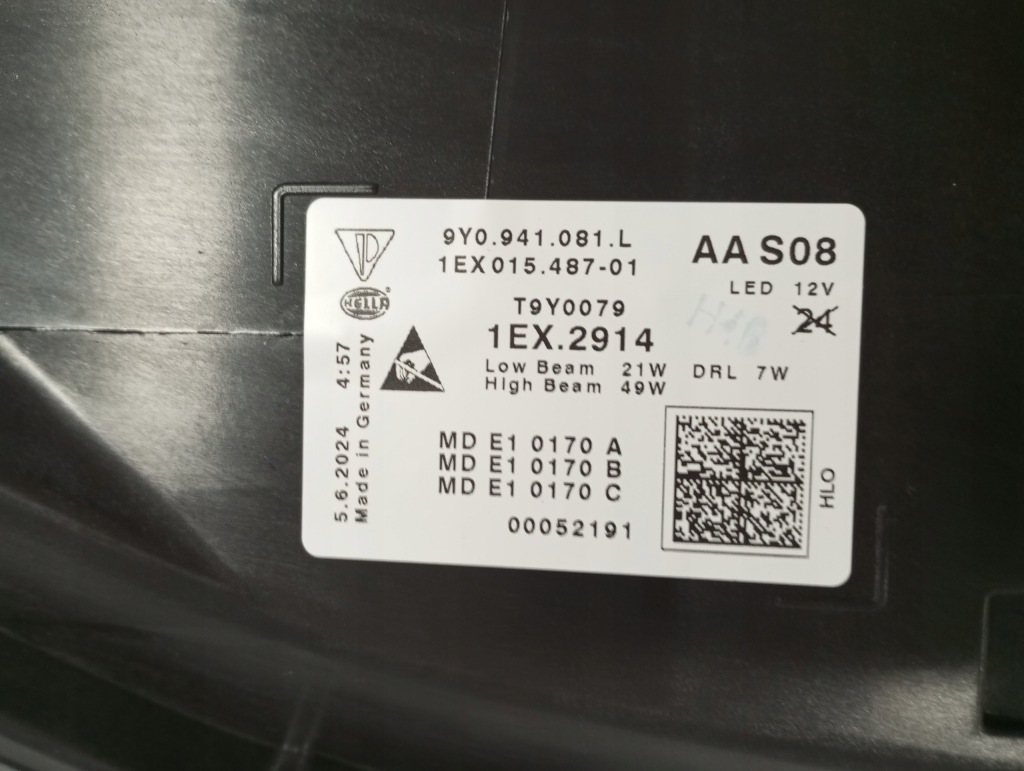 9Y0.941.081.L
1EX015.487-01
AA S08
LED 12V
24
HELLA
®
T9Y0079
1EX.2914
Low Beam 21W DRL 7W
High Beam 49W
5.6.2024 4:57
Made in Germany
MD E1 0170 A
MD E1 0170 B
MD E1 0170 C
00052191
HLO